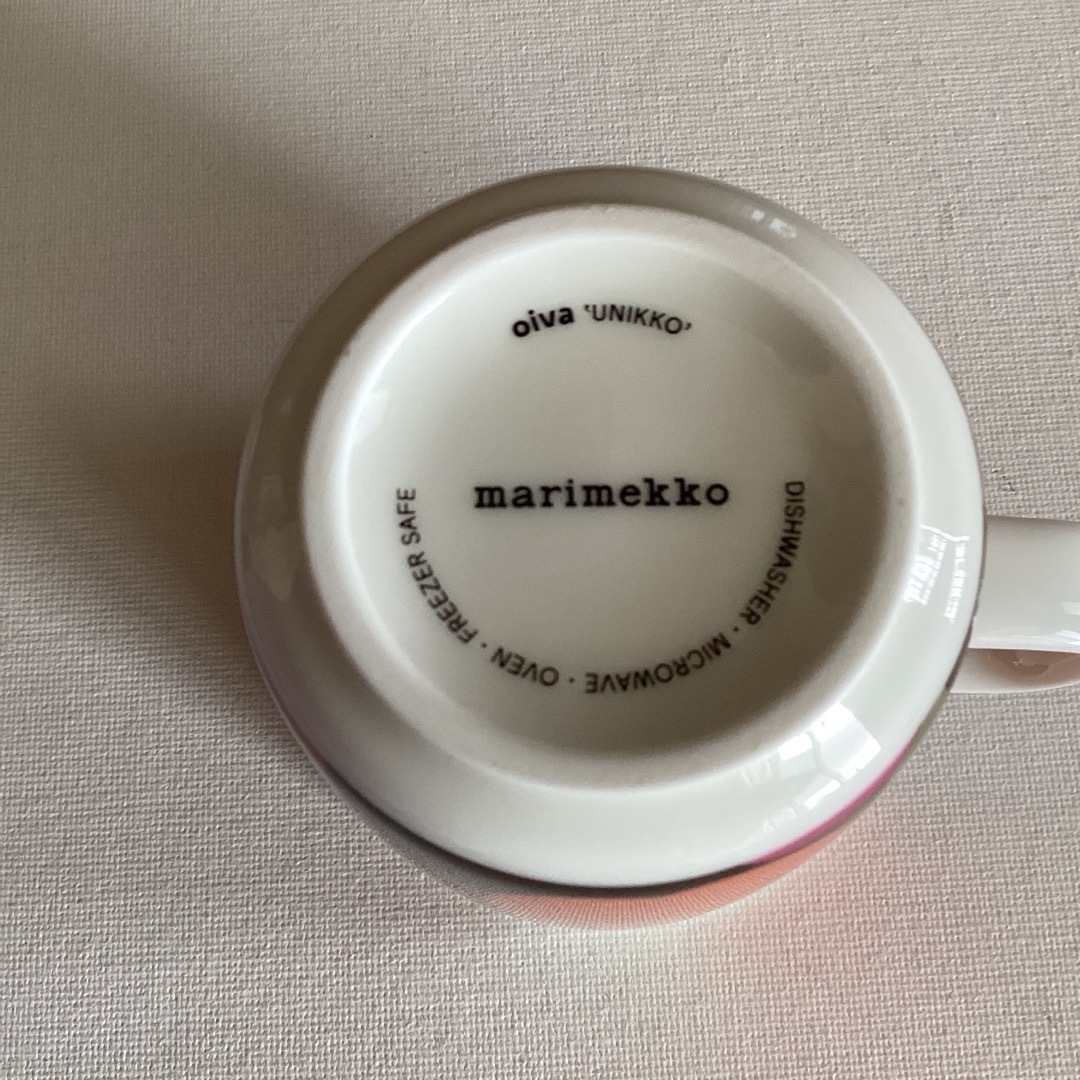 oiva 'UNIKKO'
marimekko
DISHWASHER · MICROWAVE · OVEN · FREEZER SAFE